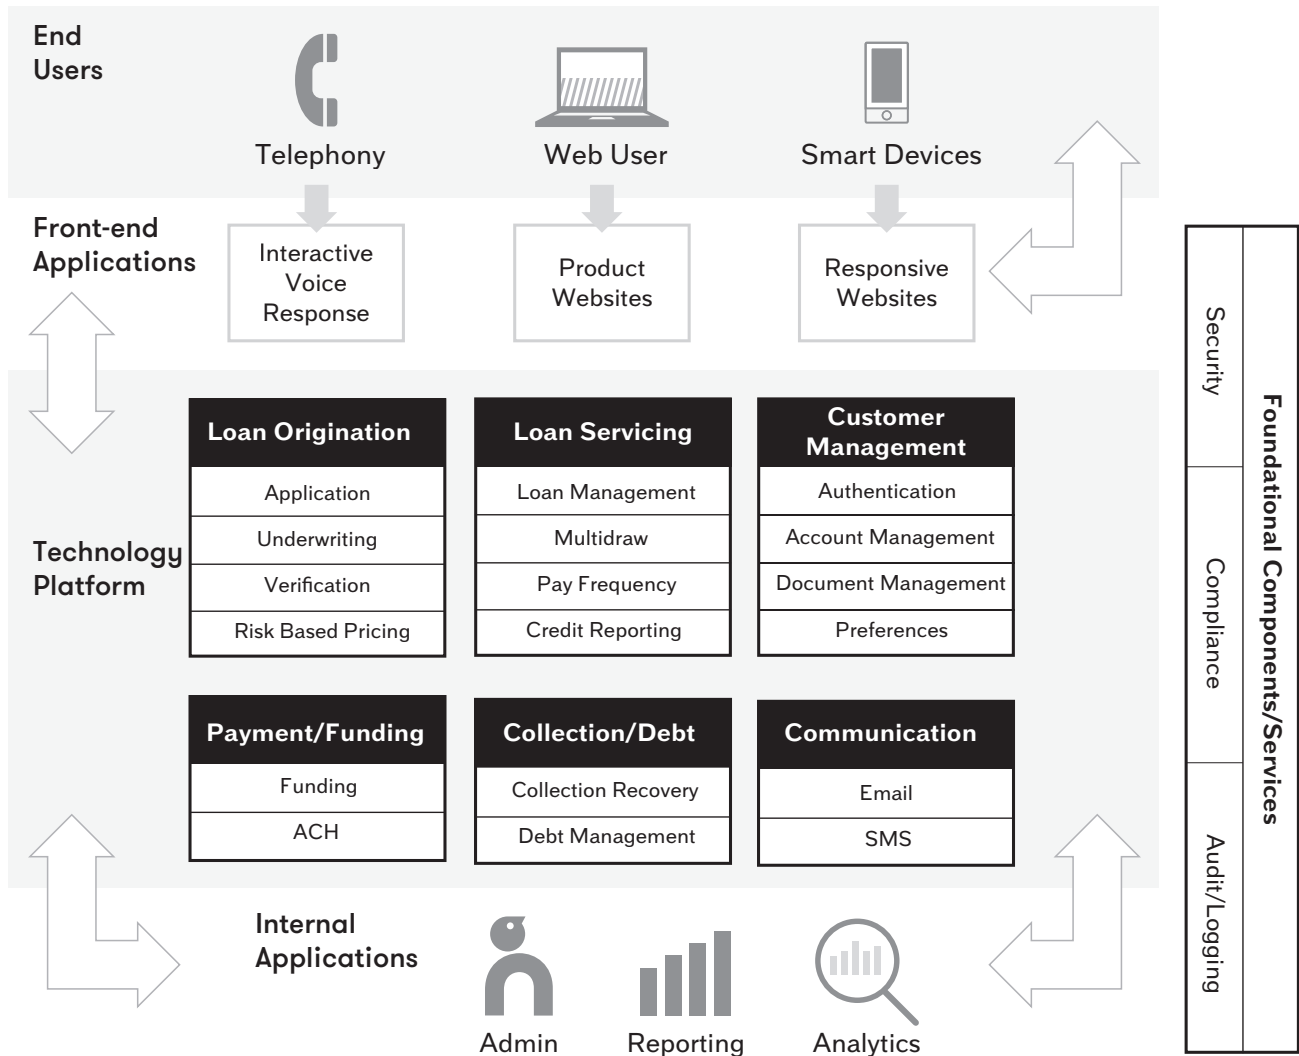 End
Users
Telephony
Web User
Smart Devices
Front-end
Applications
Interactive
Voice
Response
Product
Websites
Responsive
Websites
Technology
Platform
Loan Origination
Application
Underwriting
Verification
Risk Based Pricing
Loan Servicing
Loan Management
Multidraw
Pay Frequency
Credit Reporting
Customer
Management
Authentication
Account Management
Document Management
Preferences
Payment/Funding
Funding
ACH
Collection/Debt
Collection Recovery
Debt Management
Communication
Email
SMS
Internal
Applications
Admin
Reporting
Analytics
Foundational Components/Services
Security
Compliance
Audit/Logging